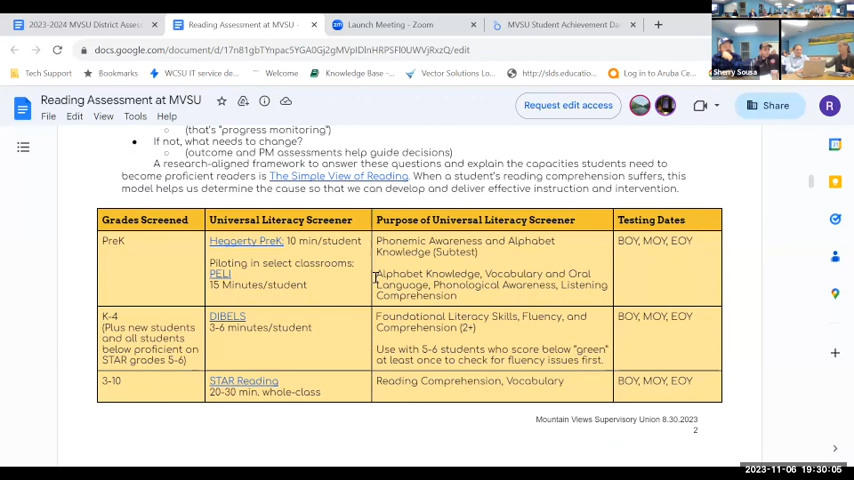 2023-2024 MVSU District Asses
Reading Assessment at MVSU -
Launch Meeting - Zoom
MVSU Student Achievement Da
docs.google.com/document/d/17n81gbTYnpac5YGA0Gj2gMVpIDlnHRPSFl0UWVjRxzQ/edit
Tech Support
Bookmarks
WCSU IT service de...
Welcome
Knowledge Base -...
Vector Solutions Lo...
http://slds.educatio...
Log in to Aruba Ce
Sherry Sousa
Reading Assessment at MVSU
File Edit View Tools Help
Request edit access
Share
R
(that's "progress monitoring")
If not, what needs to change?
(outcome and PM assessments help guide decisions)
A research-aligned framework to answer these questions and explain the capacities students need to
become proficient readers is The Simple View of Reading. When a student's reading comprehension suffers, this
model helps us determine the cause so that we can develop and deliver effective instruction and intervention.
Grades Screened
Universal Literacy Screener
Purpose of Universal Literacy Screener
Testing Dates
PreK
Heggerty PreK: 10 min/student
Piloting in select classrooms:
PELI
15 Minutes/student
Phonemic Awareness and Alphabet
Knowledge (Subtest)
Alphabet Knowledge, Vocabulary and Oral
Language, Phonological Awareness, Listening
Comprehension
BOY, MOY, EOY
K-4
(Plus new students
and all students
below proficient on
STAR grades 5-6)
DIBELS
3-6 minutes/student
Foundational Literacy Skills, Fluency, and
Comprehension (2+)
Use with 5-6 students who score below "green"
at least once to check for fluency issues first.
BOY, MOY, EOY
3-10
STAR Reading
20-30 min. whole-class
Reading Comprehension, Vocabulary
BOY, MOY, EOY
Mountain Views Supervisory Union 8.30.2023
2
2023-11-06 19:30:05